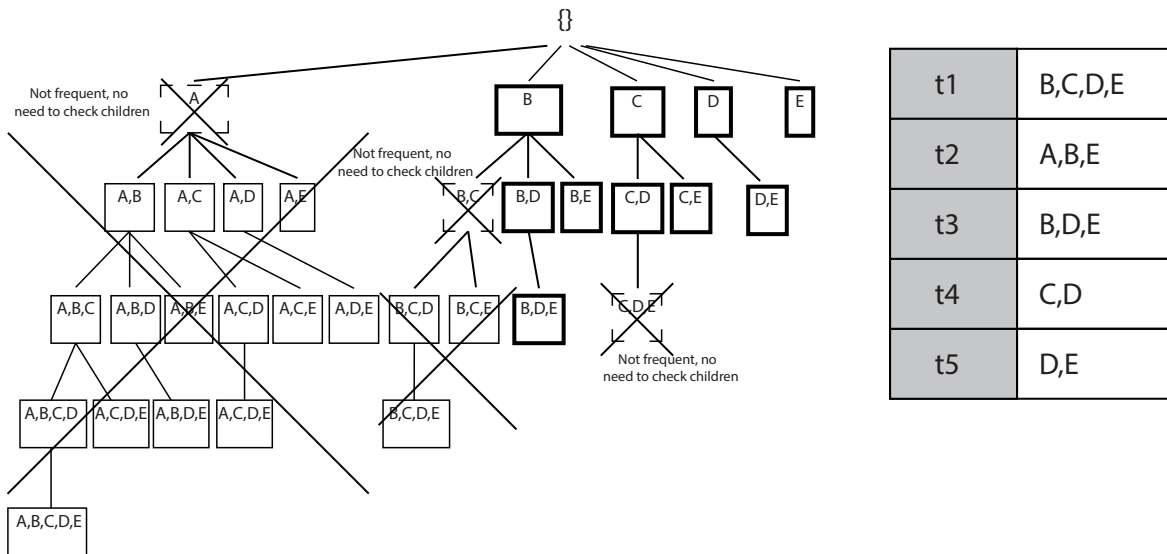 {}
Not frequent, no
need to check children
A
B
C
D
E
Not frequent, no
need to check children
A,B
A,C
A,D
A,E
B,C
B,D
B,E
C,D
C,E
D,E
A,B,C
A,B,D
A,B,E
A,C,D
A,C,E
A,D,E
B,C,D
B,C,E
B,D,E
C,D,E
Not frequent, no
need to check children
A,B,C,D
A,C,D,E
A,B,D,E
A,C,D,E
B,C,D,E
A,B,C,D,E
t1 B,C,D,E
t2 A,B,E
t3 B,D,E
t4 C,D
t5 D,E